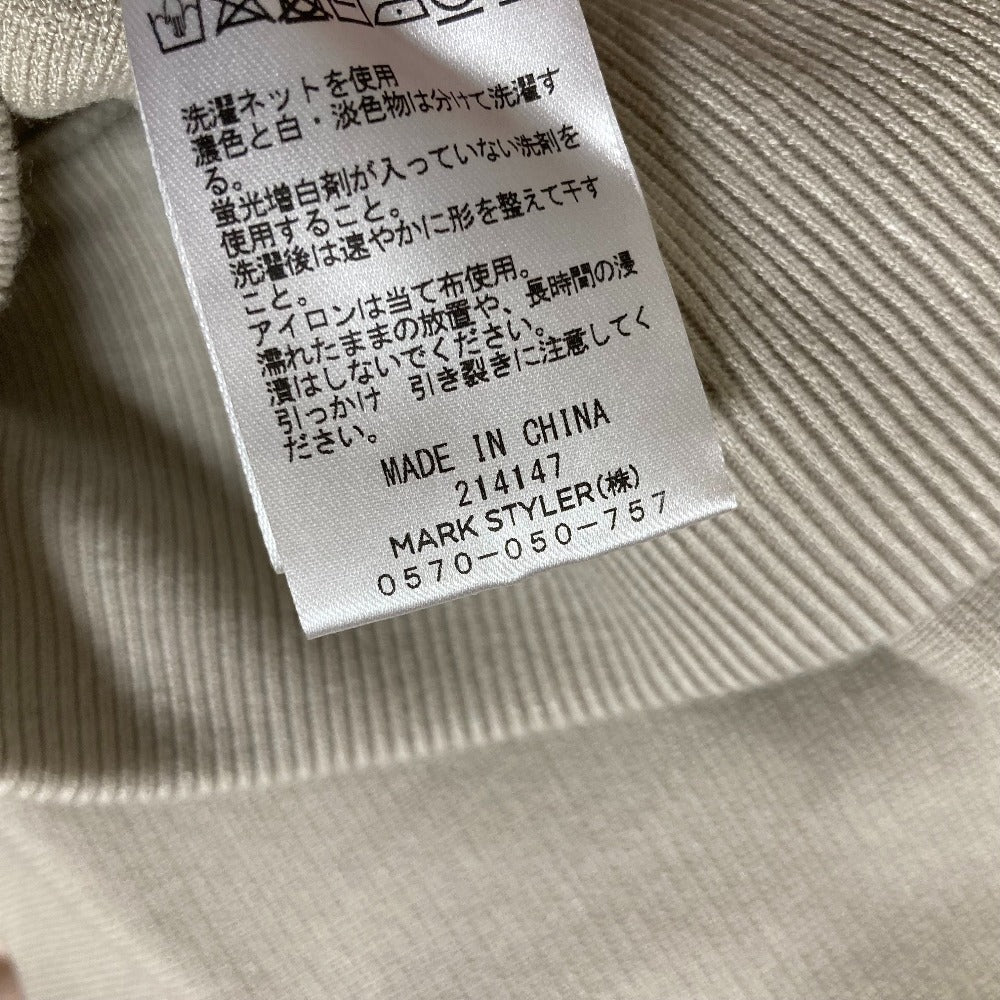 洗濯ネットを使用
濃色と白・淡色物は分けて洗濯す
る。
蛍光増白剤が入っていない洗剤を
使用すること。
洗濯後は速やかに形を整えて干す
こと。
アイロンは当て布使用。
濡れたままの放置や、長時間の浸
漬はしないでください。
引っかけ 引き裂きに注意してく
ださい。
MADE IN CHINA
214147
MARK STYLER(株)
0570-050-757